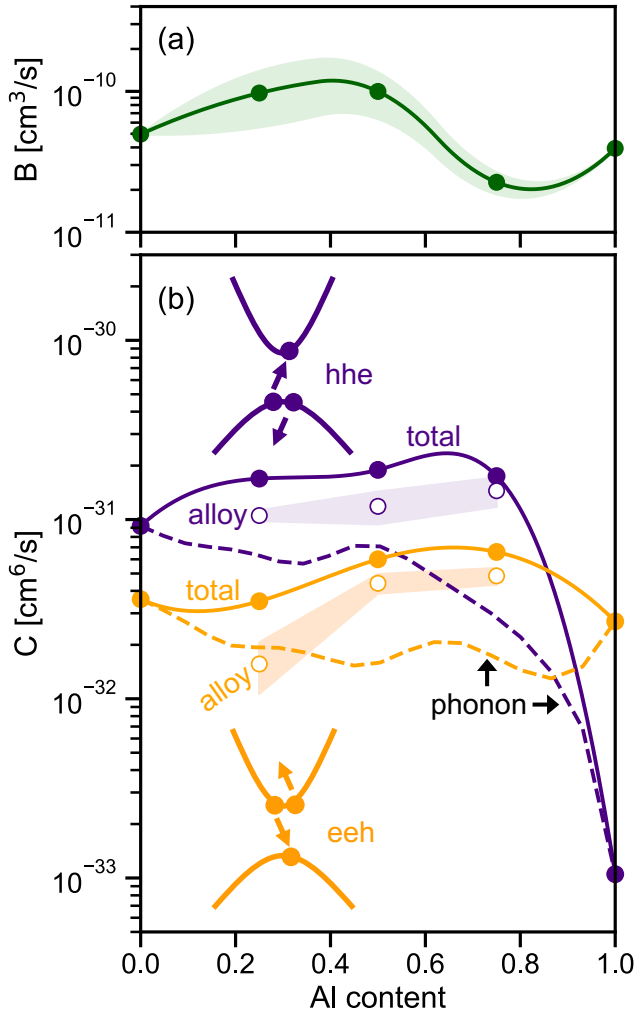 (a)
B [cm³/s]
10⁻¹⁰
10⁻¹¹
(b)
C [cm⁶/s]
10⁻³⁰
10⁻³¹
10⁻³²
10⁻³³
hhe
total
alloy
total
alloy
phonon
eeh
0.0 0.2 0.4 0.6 0.8 1.0
Al content